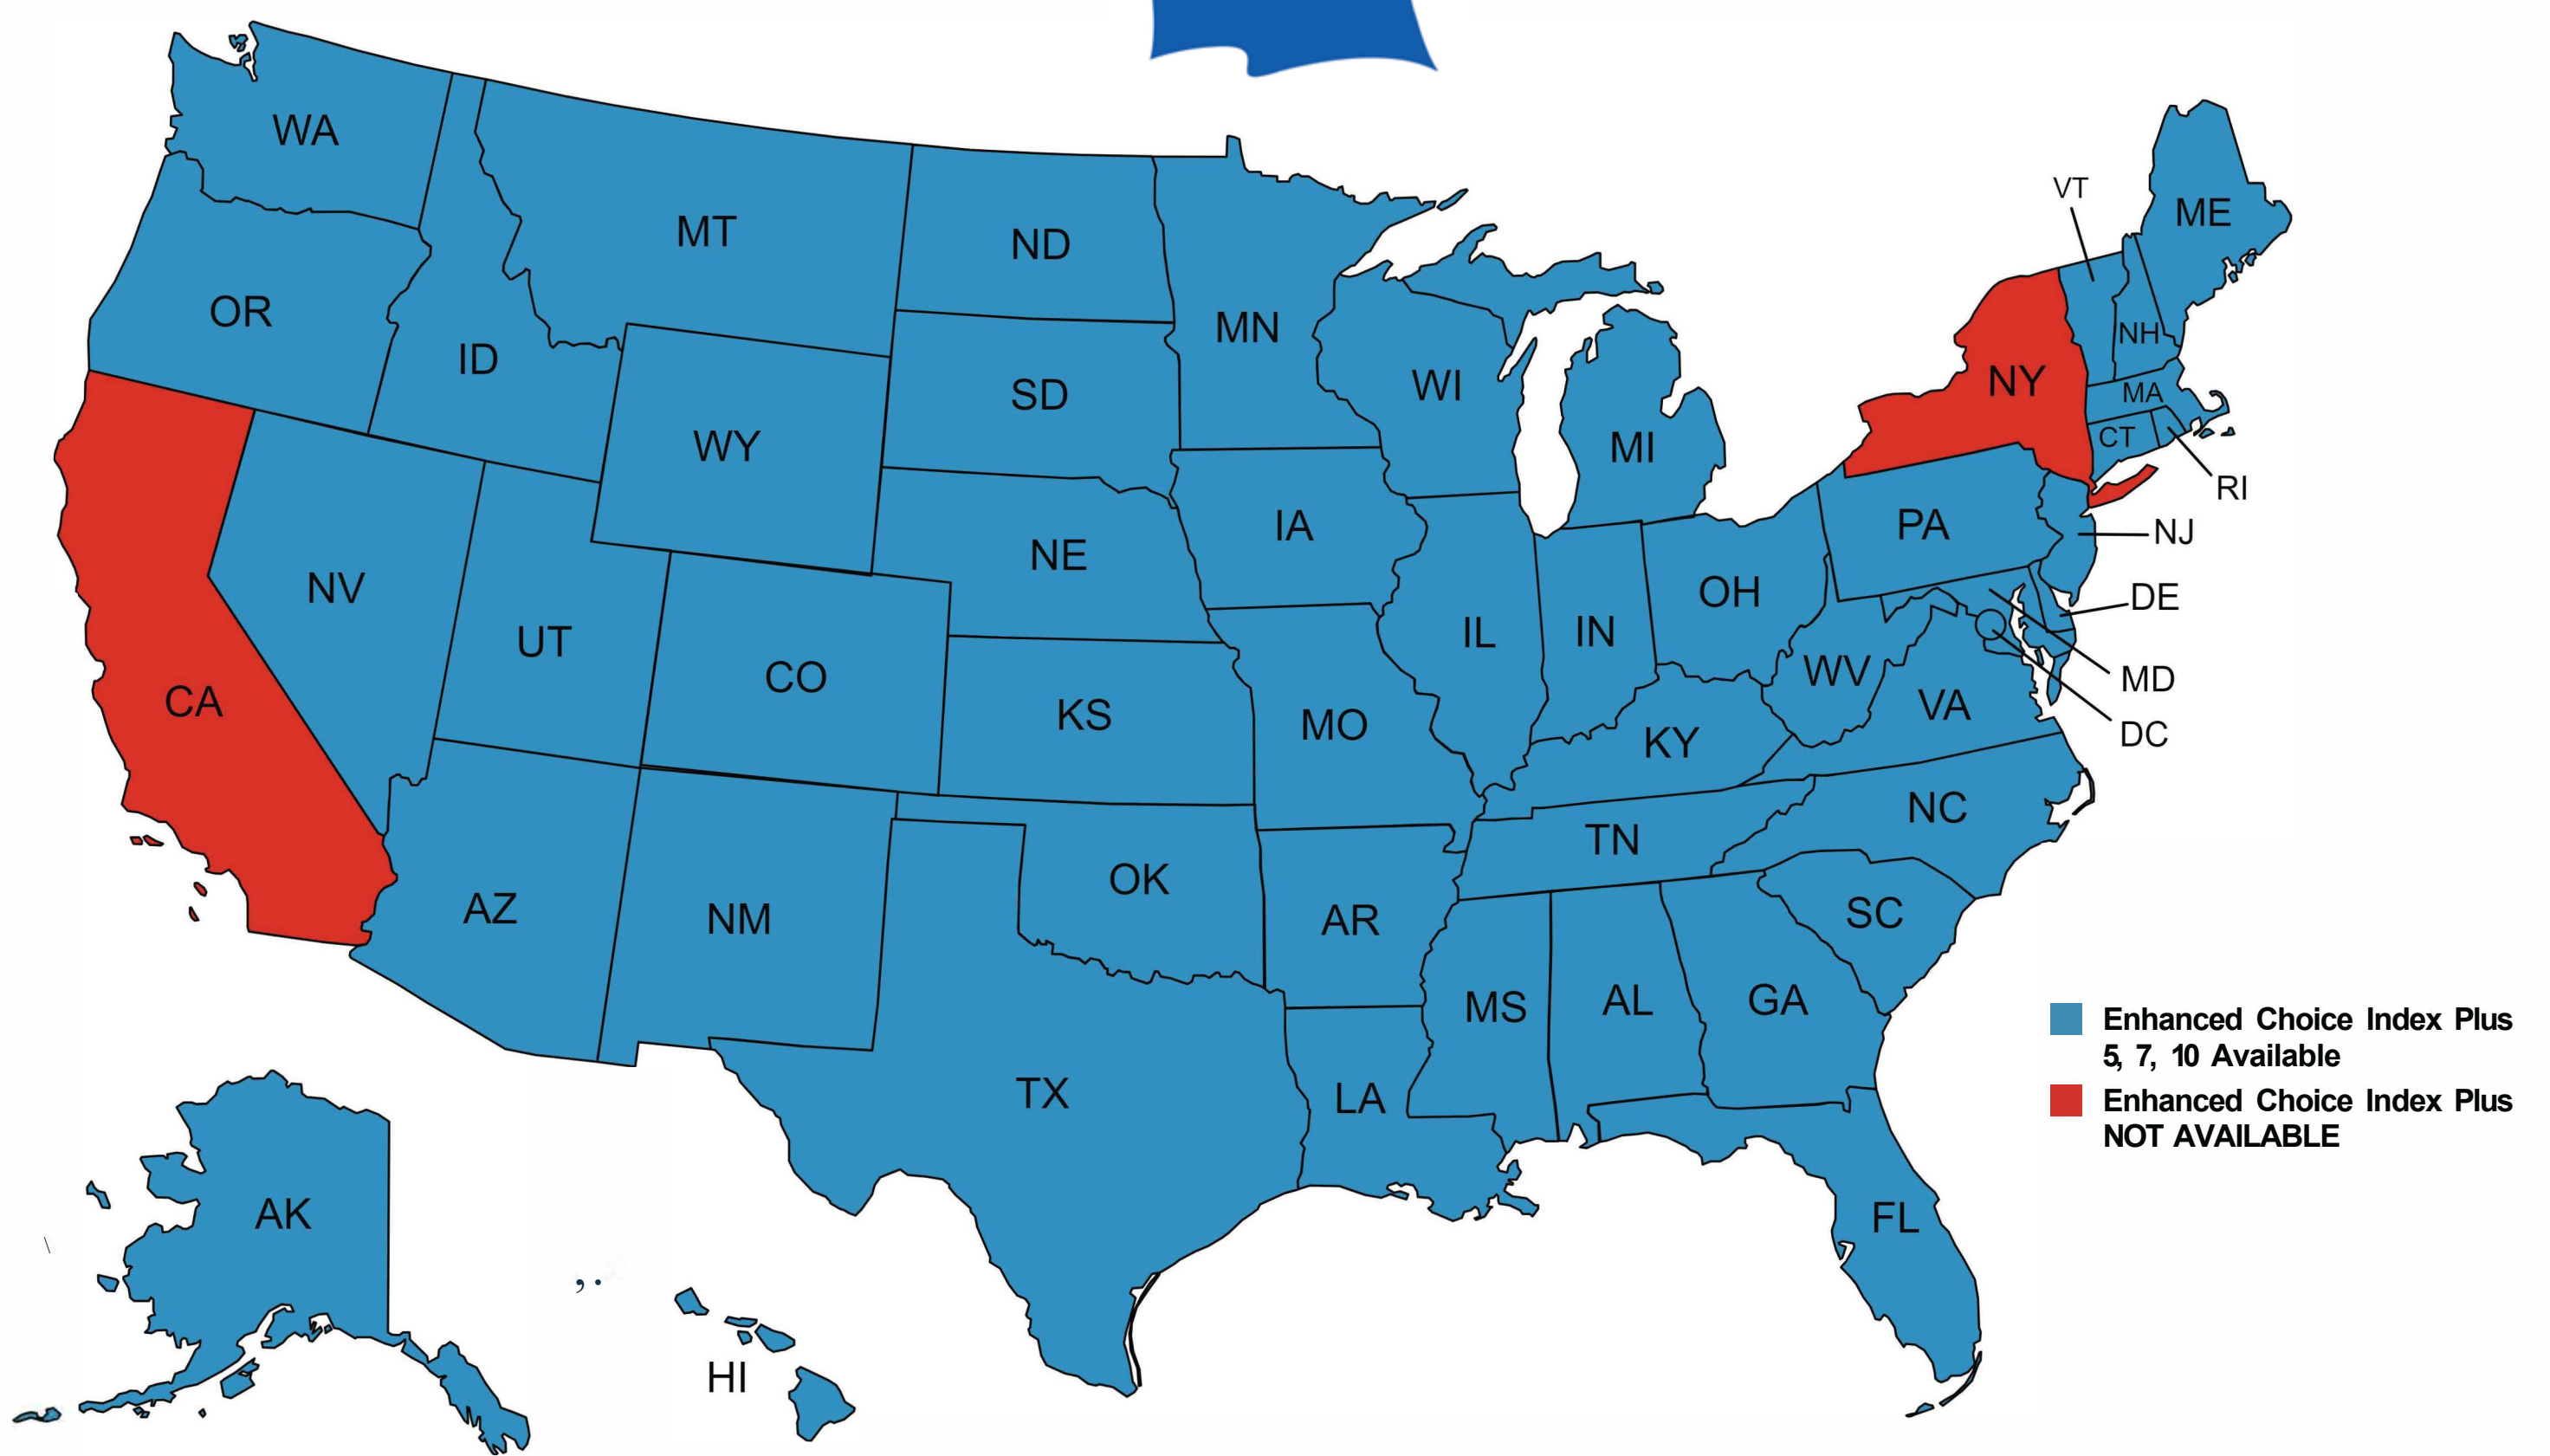 WA
VT
ME
MT
ND
OR
MN
NH
ID
WI
NY
SD
MA
CT
WY
MI
RI
IA
PA
NJ
NE
NV
OH
DE
UT
IL
IN
CO
WV
MD
CA
KS
MO
VA
DC
KY
NC
TN
OK
AZ
NM
AR
SC
MS
AL
GA
Enhanced Choice Index Plus
5, 7, 10 Available
TX
LA
Enhanced Choice Index Plus
NOT AVAILABLE
AK
FL
HI